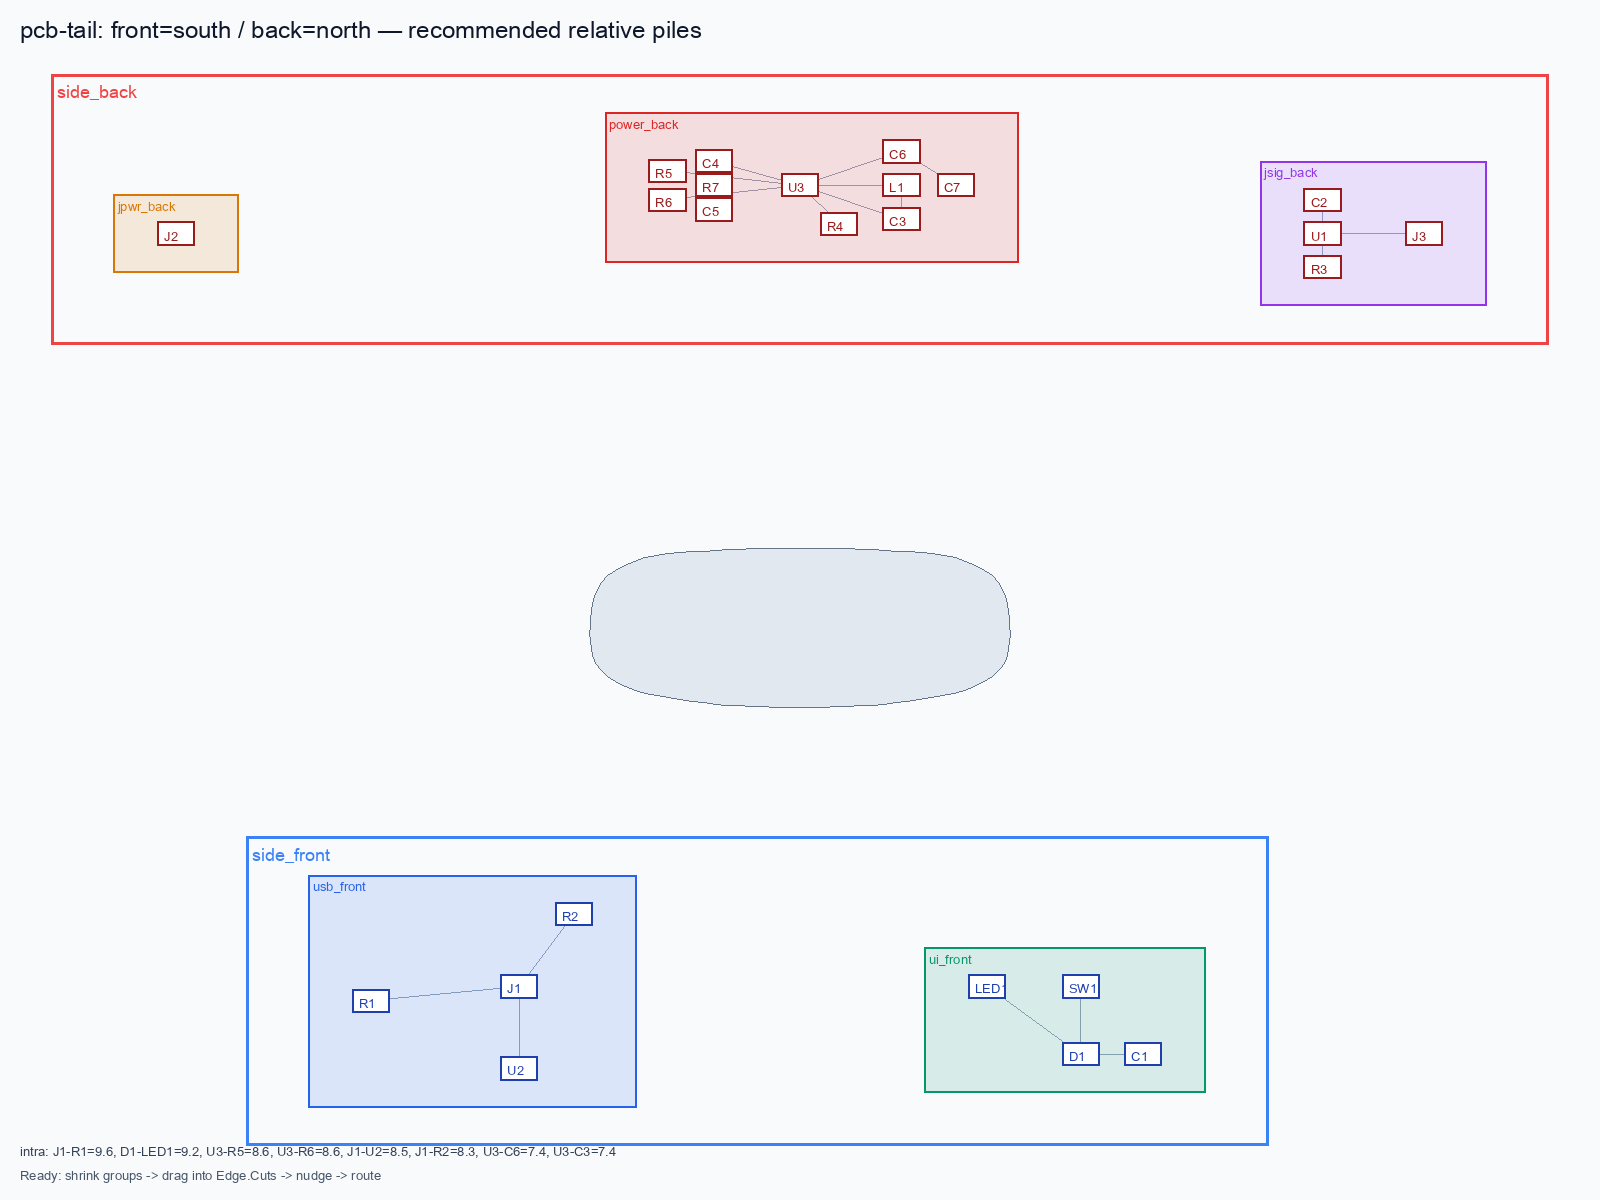 pcb-tail: front=south / back=north — recommended relative piles
side_back
power_back
C6
C4
R5
jsig_back
R7
U3
L1
C7
R6
C2
jpwr_back
C5
C3
R4
J2
U1
J3
R3
side_front
usb_front
R2
ui_front
J1
LED1
SW1
R1
D1
C1
U2
intra: J1-R1=9.6, D1-LED1=9.2, U3-R5=8.6, U3-R6=8.6, J1-U2=8.5, J1-R2=8.3, U3-C6=7.4, U3-C3=7.4
Ready: shrink groups -> drag into Edge.Cuts -> nudge -> route